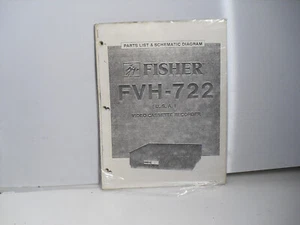 PARTS LIST & SCHEMATIC DIAGRAM
FISHER
FVH-722
(U.S.A.)
VIDEO CASSETTE RECORDER